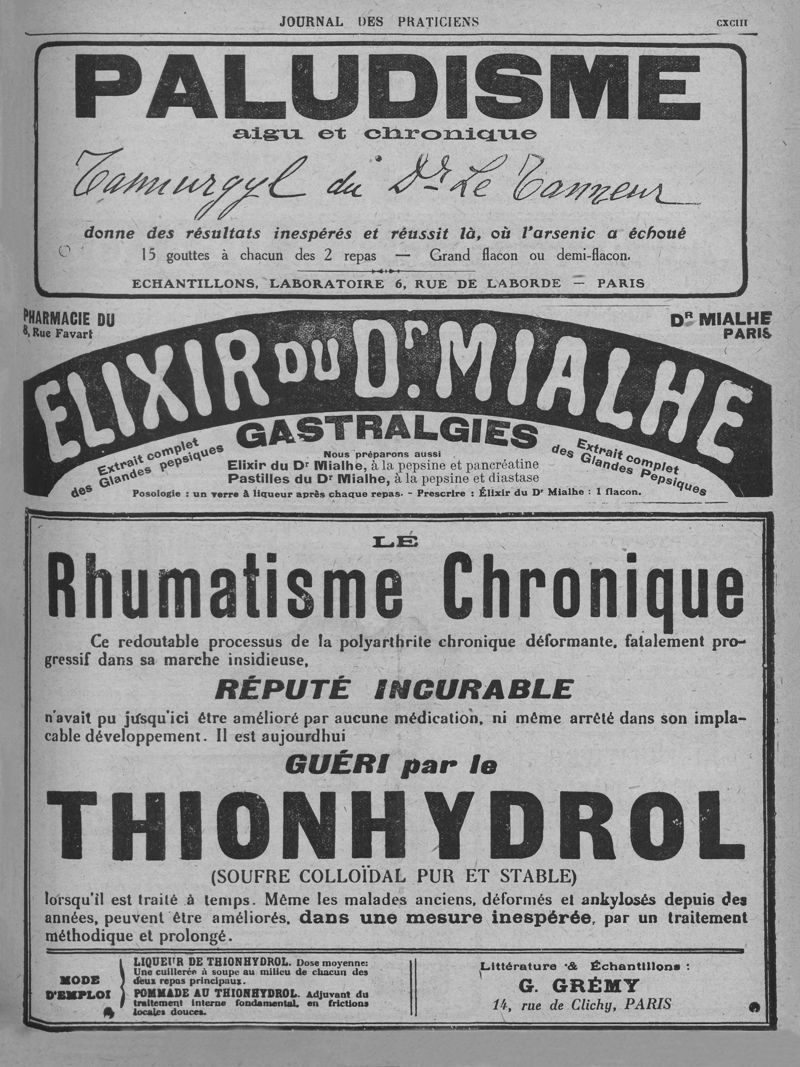 JOURNAL DES PRATICIENS
CXCIII
PALUDISME
aigu et chronique
Tannurgyl du Dr Le Tanneur
donne des résultats inespérés et réussit là, où l'arsenic a échoué
15 gouttes à chacun des 2 repas — Grand flacon ou demi-flacon.
ECHANTILLONS, LABORATOIRE 6, RUE DE LABORDE — PARIS
PHARMACIE DU
8, Rue Favart
DR MIALHE
PARIS
ELIXIR DU Dr. MIALHE
GASTRALGIES
Extrait complet
des Glandes pepsiques
Nous préparons aussi
Elixir du Dr Mialhe, à la pepsine et pancréatine
Pastilles du Dr Mialhe, à la pepsine et diastase
Extrait complet
des Glandes Pepsiques
Posologie : un verre à liqueur après chaque repas. - Prescrire : Élixir du Dr Mialhe : 1 flacon.
LE
Rhumatisme Chronique
Ce redoutable processus de la polyarthrite chronique déformante, fatalement pro-
gressif dans sa marche insidieuse,
RÉPUTÉ INCURABLE
n'avait pu jusqu'ici être amélioré par aucune médication, ni même arrêté dans son impla-
cable développement. Il est aujourdhui
GUÉRI par le
THIONHYDROL
(SOUFRE COLLOÏDAL PUR ET STABLE)
lorsqu'il est traité à temps. Même les malades anciens, déformés et ankylosés depuis des
années, peuvent être améliorés, dans une mesure inespérée, par un traitement
méthodique et prolongé.
MODE
D'EMPLOI
LIQUEUR DE THIONHYDROL. Dose moyenne:
Une cuillerée à soupe au milieu de chacun des
deux repas principaux.
POMMADE AU THIONHYDROL. Adjuvant du
traitement interne fondamental, en frictions
locales douces.
Littérature & Échantillons :
G. GRÉMY
14, rue de Clichy, PARIS